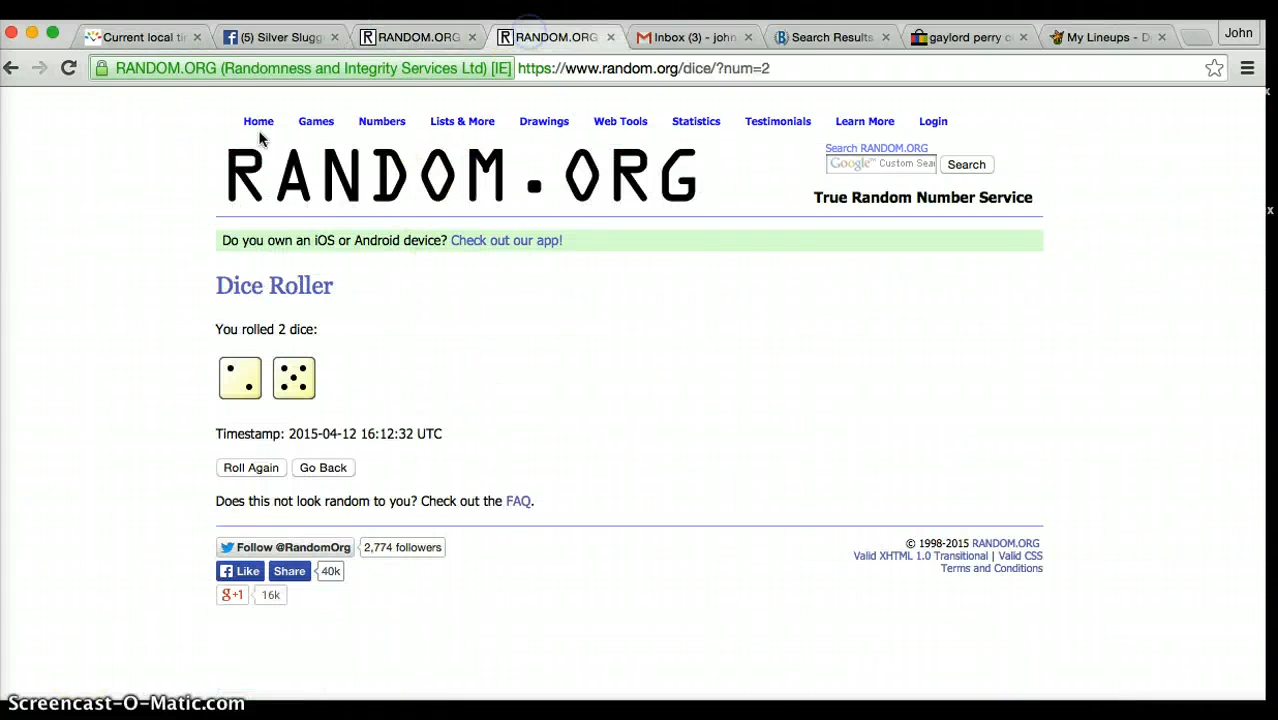 Current local ti
(5) Silver Slugg
RANDOM.ORG
RANDOM.ORG
Inbox (3) - john
Search Results
gaylord perry c
My Lineups - D
John
RANDOM.ORG (Randomness and Integrity Services Ltd) [IE] https://www.random.org/dice/?num=2
Home Games Numbers Lists & More Drawings Web Tools Statistics Testimonials Learn More Login
RANDOM.ORG
Search RANDOM.ORG
Google™ Custom Sea Search
True Random Number Service
Do you own an iOS or Android device? Check out our app!
Dice Roller
You rolled 2 dice:
Timestamp: 2015-04-12 16:12:32 UTC
Roll Again Go Back
Does this not look random to you? Check out the FAQ.
Follow @RandomOrg 2,774 followers
Like Share 40k
g+1 16k
© 1998-2015 RANDOM.ORG
Valid XHTML 1.0 Transitional | Valid CSS
Terms and Conditions
Screencast-O-Matic.com